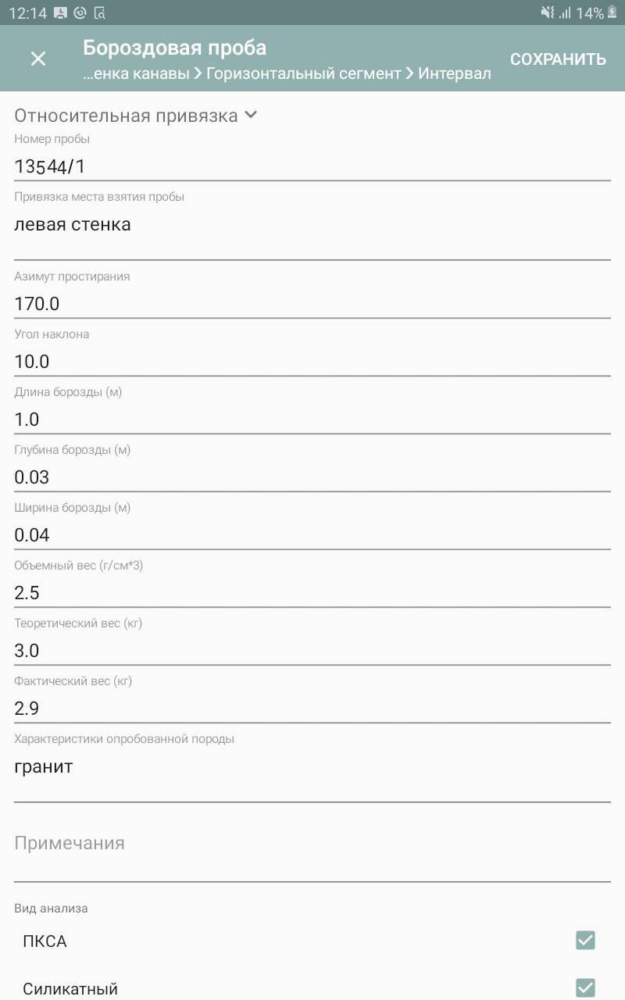 12:14 14%
Бороздовая проба
...енка канавы > Горизонтальный сегмент > Интервал
СОХРАНИТЬ
Относительная привязка
Номер пробы
13544/1
Привязка места взятия пробы
левая стенка
Азимут простирания
170.0
Угол наклона
10.0
Длина борозды (м)
1.0
Глубина борозды (м)
0.03
Ширина борозды (м)
0.04
Объемный вес (г/см*3)
2.5
Теоретический вес (кг)
3.0
Фактический вес (кг)
2.9
Характеристики опробованной породы
гранит
Примечания
Вид анализа
ПКСА
Силикатный